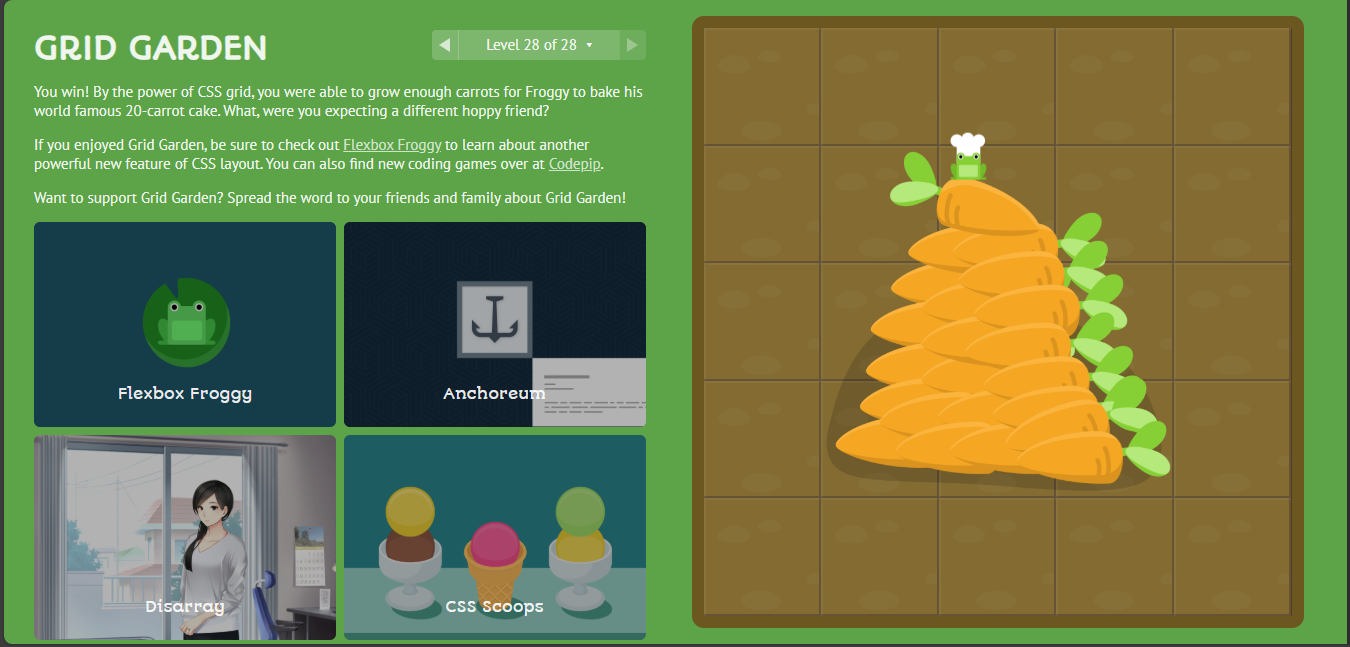 GRID GARDEN
Level 28 of 28
You win! By the power of CSS grid, you were able to grow enough carrots for Froggy to bake his
world famous 20-carrot cake. What, were you expecting a different hoppy friend?
If you enjoyed Grid Garden, be sure to check out Flexbox Froggy to learn about another
powerful new feature of CSS layout. You can also find new coding games over at Codepip.
Want to support Grid Garden? Spread the word to your friends and family about Grid Garden!
Flexbox Froggy
Anchoreum
Disarray
CSS Scoops